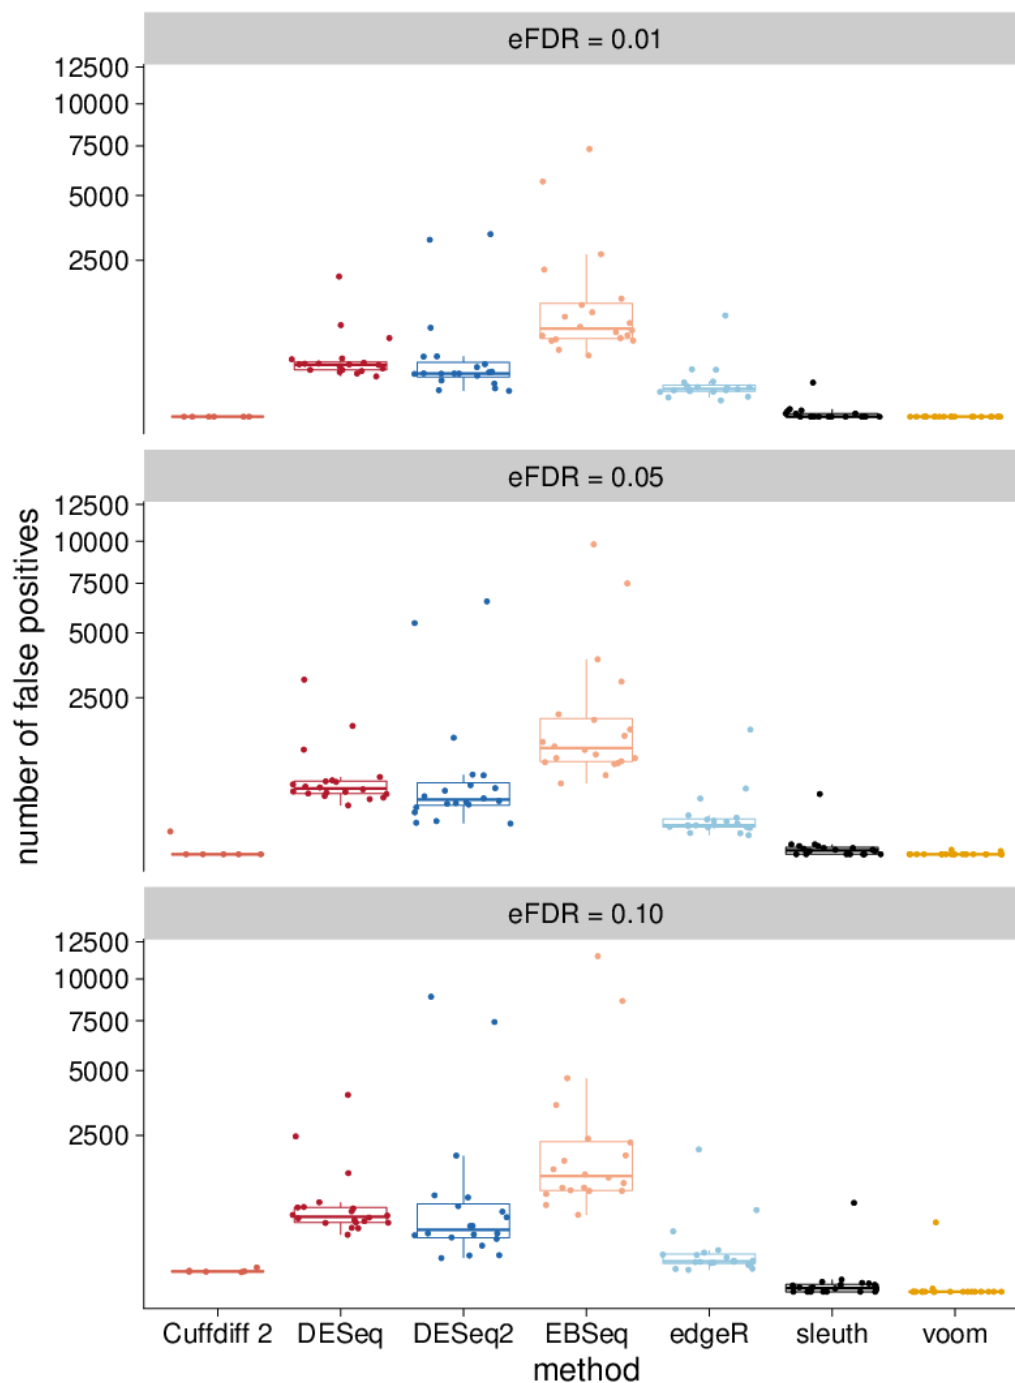 eFDR = 0.01
12500
10000
7500
5000
2500
eFDR = 0.05
12500
10000
7500
5000
2500
number of false positives
eFDR = 0.10
12500
10000
7500
5000
2500
Cuffdiff 2 DESeq DESeq2 EBSeq edgeR sleuth voom
method